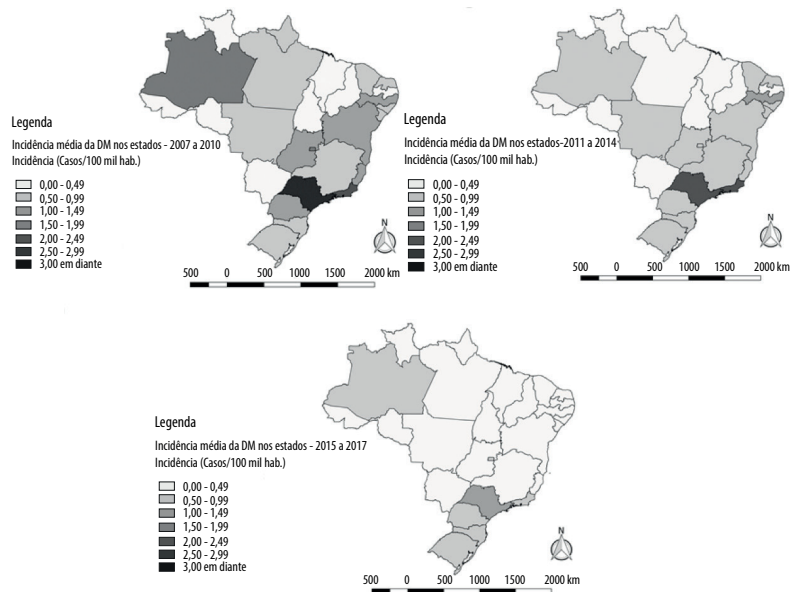 Legenda
Incidência média da DM nos estados - 2007 a 2010
Incidência (Casos/100 mil hab.)
0,00 - 0,49
0,50 - 0,99
1,00 - 1,49
1,50 - 1,99
2,00 - 2,49
2,50 - 2,99
3,00 em diante
N
500 0 500 1000 1500 2000 km
Legenda
Incidência média da DM nos estados-2011 a 2014
Incidência (Casos/100 mil hab.)
0,00 - 0,49
0,50 - 0,99
1,00 - 1,49
1,50 - 1,99
2,00 - 2,49
2,50 - 2,99
3,00 em diante
N
500 0 500 1000 1500 2000 km
Legenda
Incidência média da DM nos estados - 2015 a 2017
Incidência (Casos/100 mil hab.)
0,00 - 0,49
0,50 - 0,99
1,00 - 1,49
1,50 - 1,99
2,00 - 2,49
2,50 - 2,99
3,00 em diante
N
500 0 500 1000 1500 2000 km